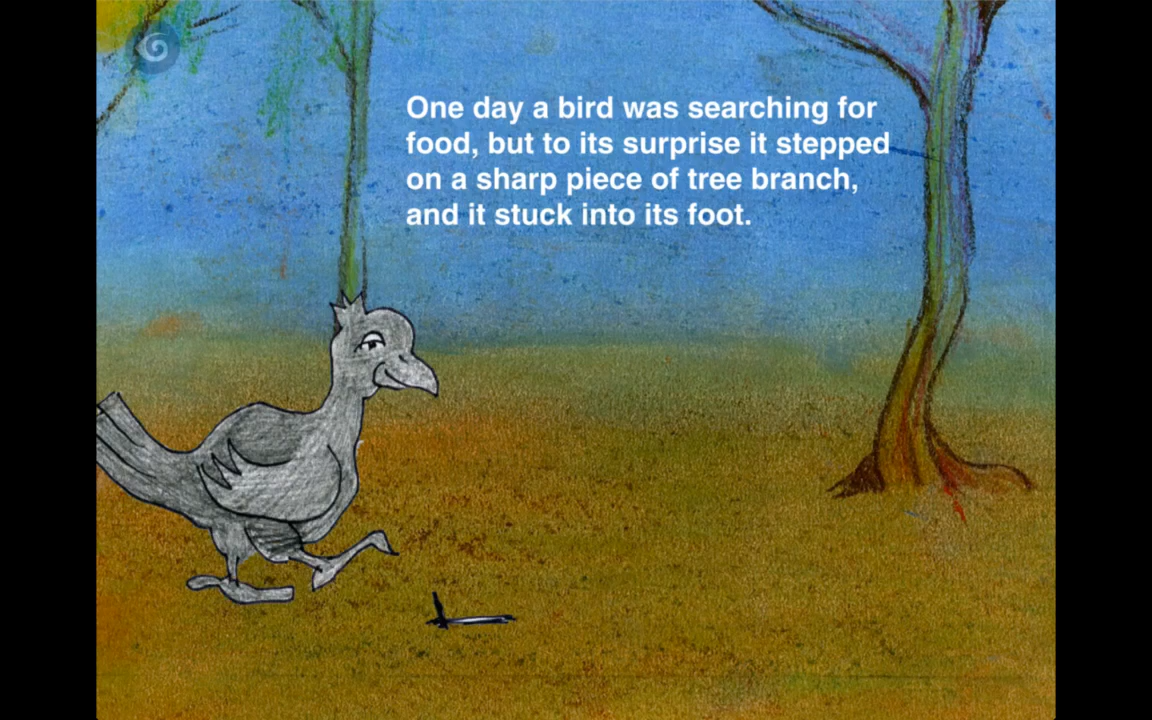 One day a bird was searching for
food, but to its surprise it stepped
on a sharp piece of tree branch,
and it stuck into its foot.